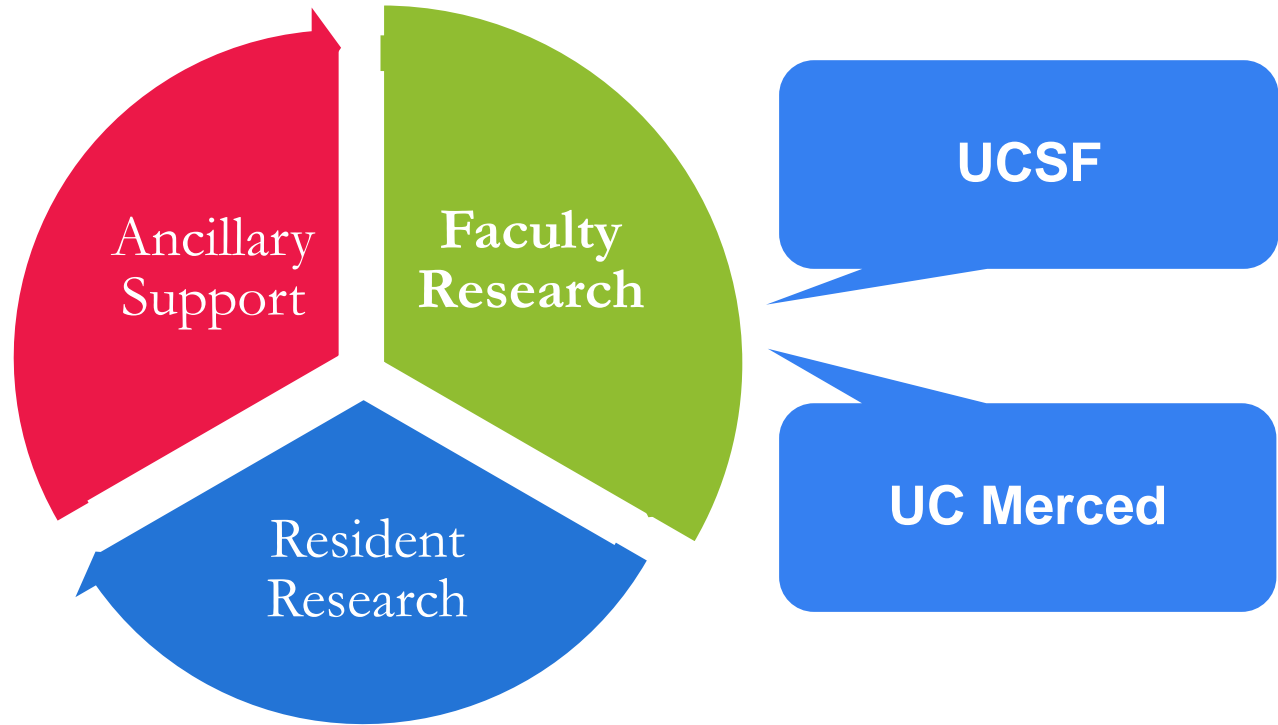 Ancillary
Support
Faculty
Research
Resident
Research
UCSF
UC Merced